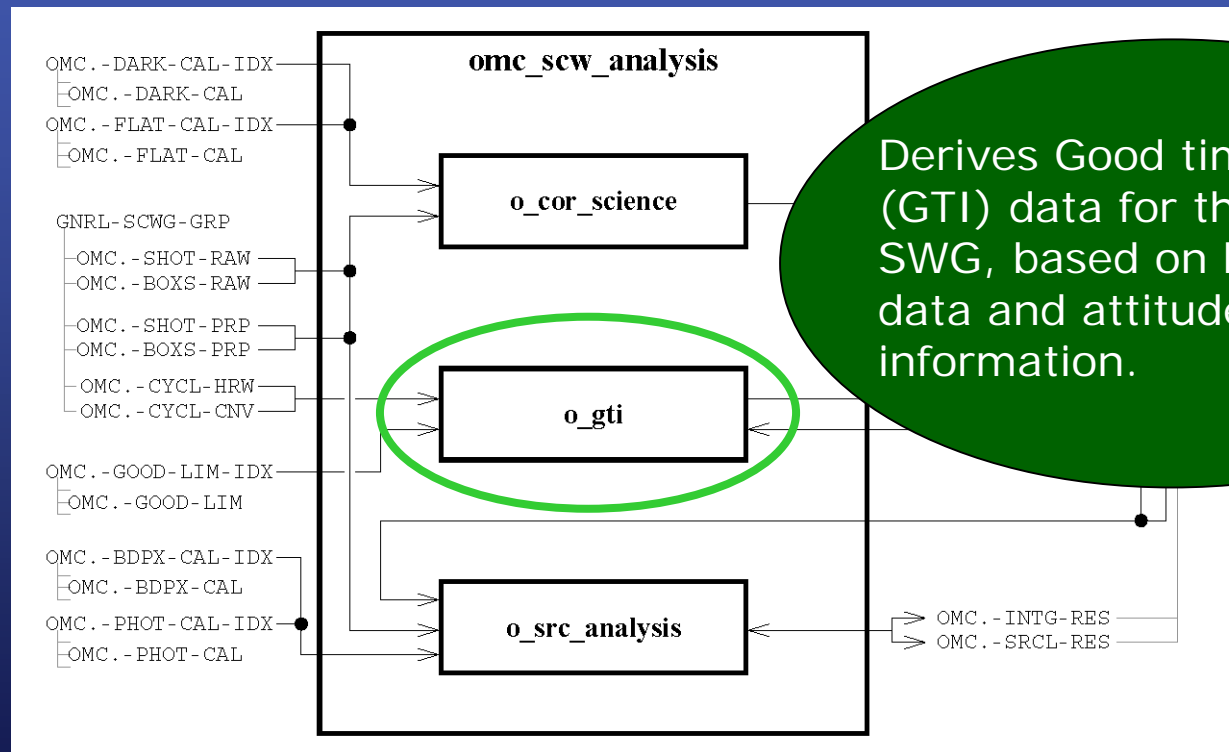 omc_scw_analysis
OMC.-DARK-CAL-IDX
OMC.-DARK-CAL
OMC.-FLAT-CAL-IDX
OMC.-FLAT-CAL
GNRL-SCWG-GRP
OMC.-SHOT-RAW
OMC.-BOXS-RAW
OMC.-SHOT-PRP
OMC.-BOXS-PRP
OMC.-CYCL-HRW
OMC.-CYCL-CNV
OMC.-GOOD-LIM-IDX
OMC.-GOOD-LIM
OMC.-BDPX-CAL-IDX
OMC.-BDPX-CAL
OMC.-PHOT-CAL-IDX
OMC.-PHOT-CAL
o_cor_science
o_gti
o_src_analysis
Derives Good
(GTI) data for
SWG, based on
data and
information.
OMC.-INTG-RES
OMC.-SRCL-RES